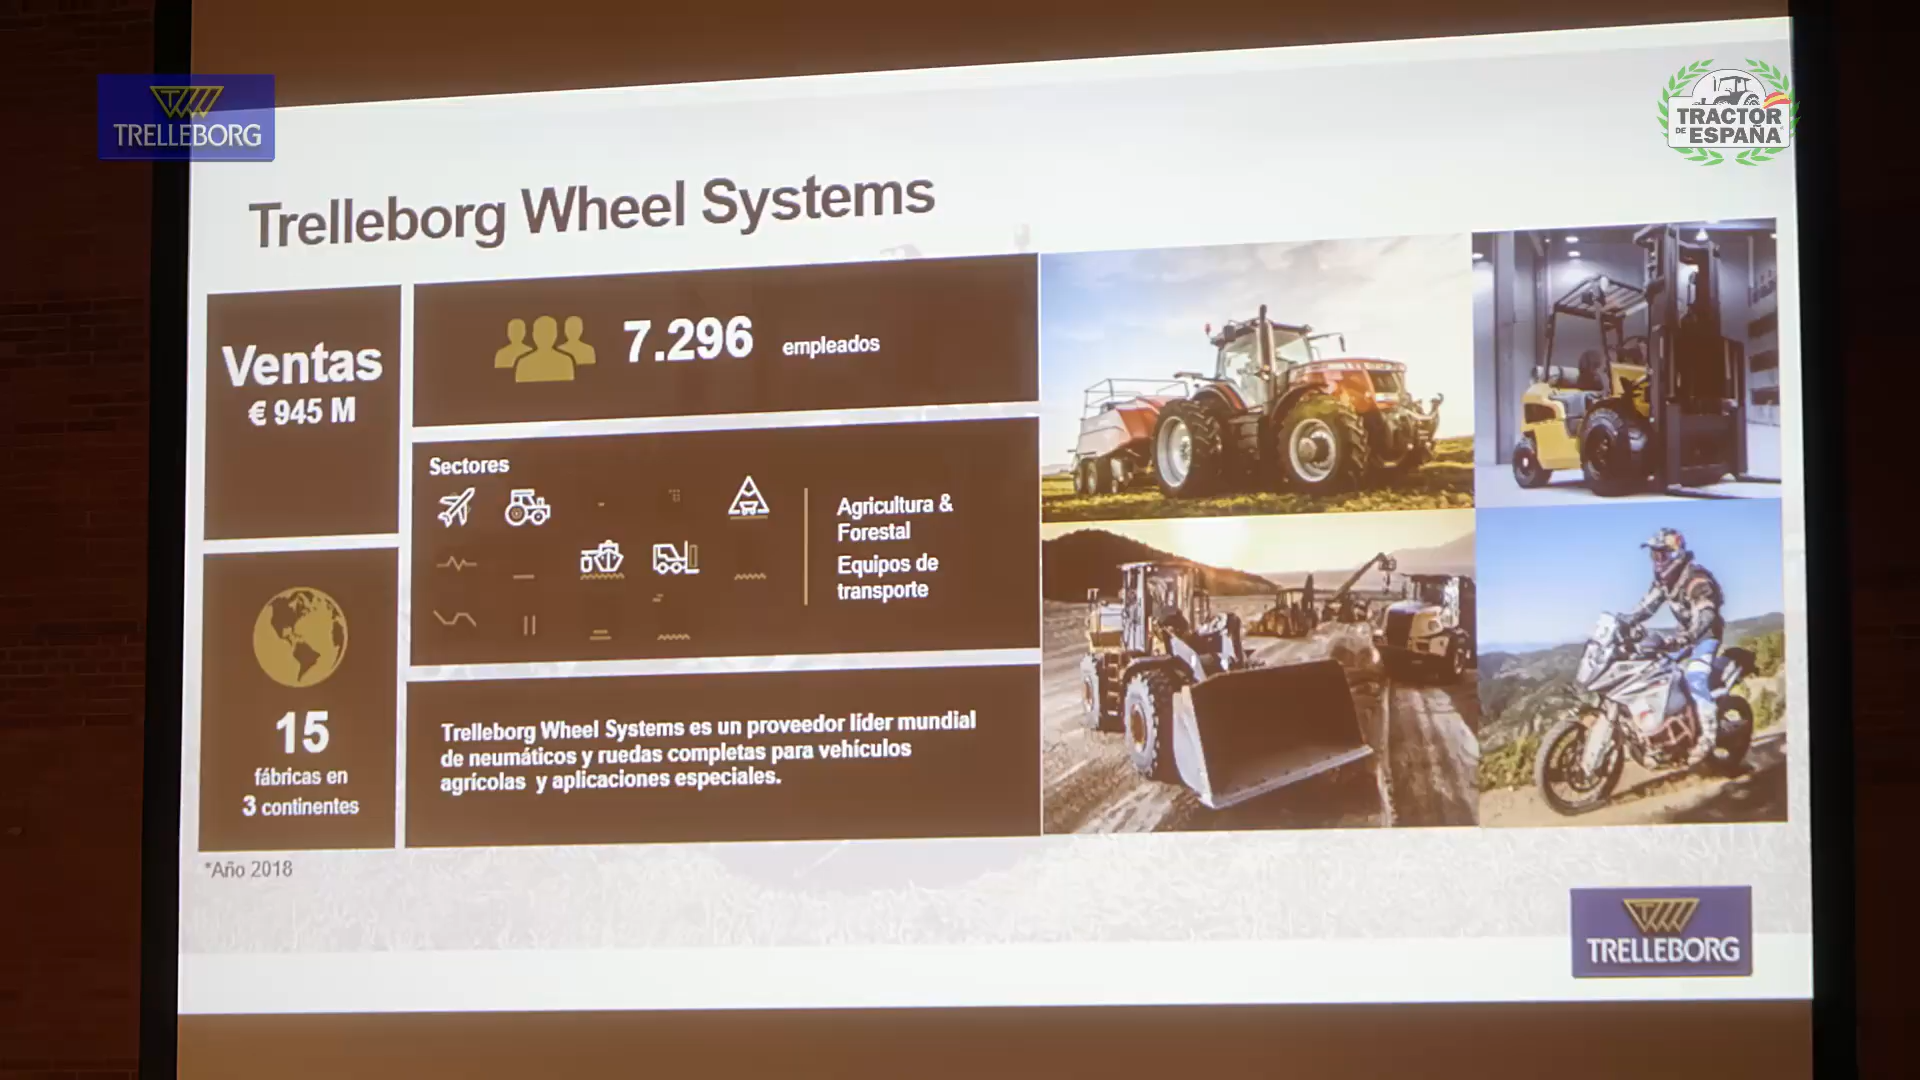 TRELLEBORG
TRACTOR
DE ESPAÑA
Trelleborg Wheel Systems
Ventas
€ 945 M
7.296 empleados
Sectores
Agricultura &
Forestal
Equipos de
transporte
15
fábricas en
3 continentes
Trelleborg Wheel Systems es un proveedor líder mundial
de neumáticos y ruedas completas para vehículos
agrícolas y aplicaciones especiales.
*Año 2018
TRELLEBORG